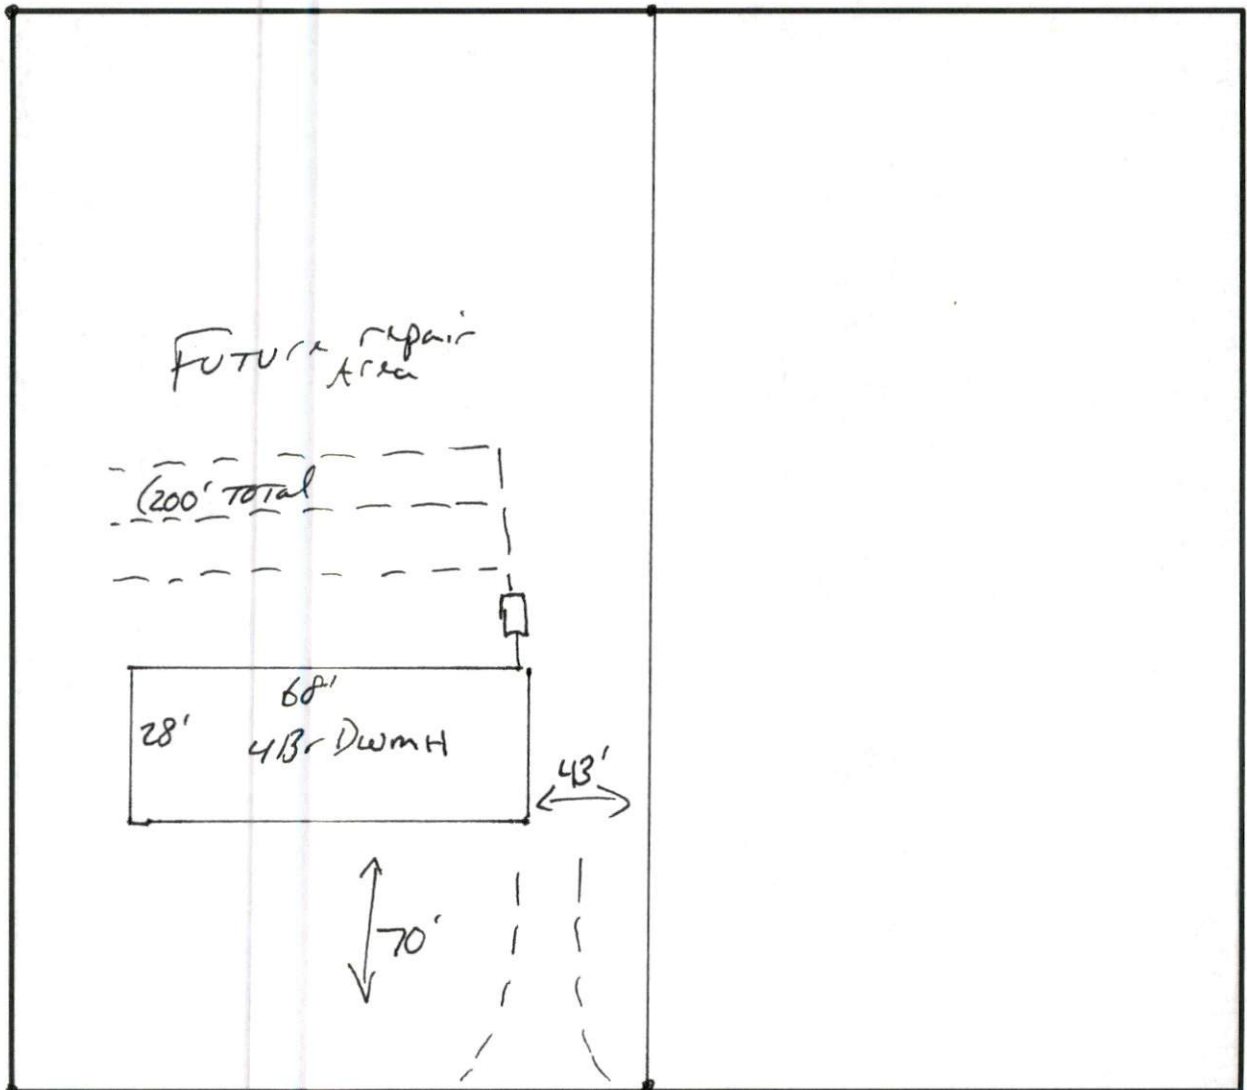 Future repair
Area
(200' Total
68'
28'
4Br DwmH
43'
70'